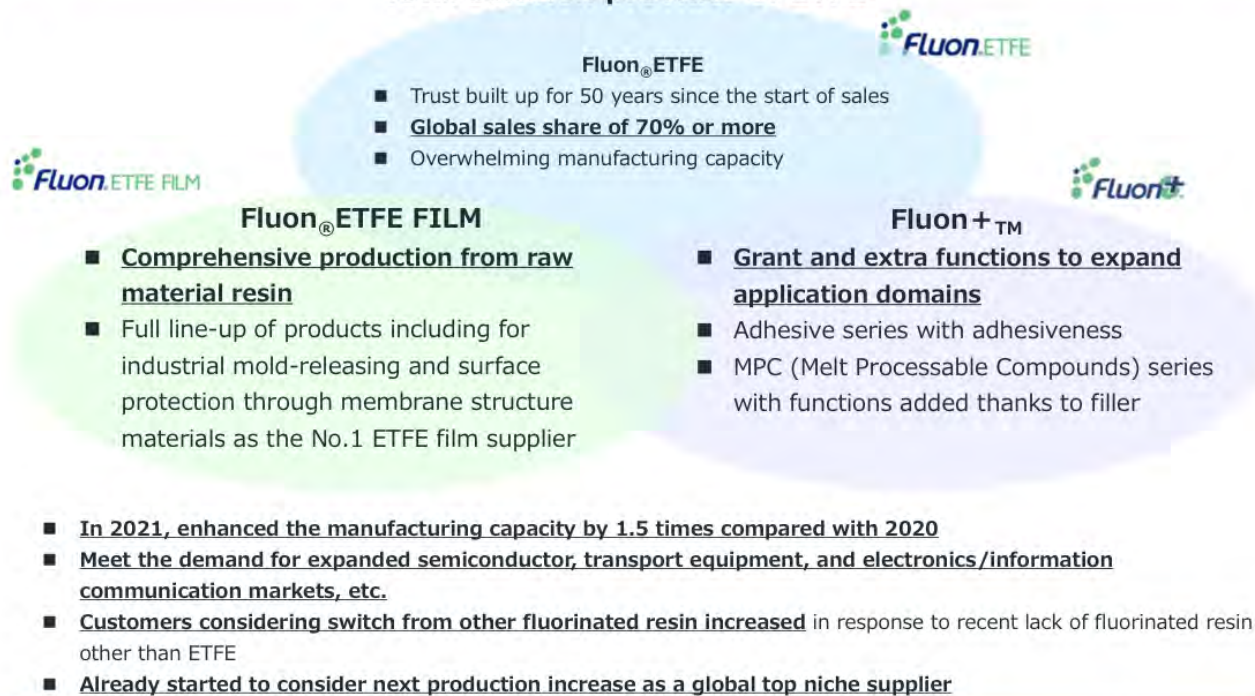 Fluon.ETFE
Fluon®ETFE
■ Trust built up for 50 years since the start of sales
■ Global sales share of 70% or more
■ Overwhelming manufacturing capacity
Fluon.ETFE FILM
Fluon+
Fluon®ETFE FILM
■ Comprehensive production from raw
material resin
■ Full line-up of products including for
industrial mold-releasing and surface
protection through membrane structure
materials as the No.1 ETFE film supplier
Fluon+TM
■ Grant and extra functions to expand
application domains
■ Adhesive series with adhesiveness
■ MPC (Melt Processable Compounds) series
with functions added thanks to filler
■ In 2021, enhanced the manufacturing capacity by 1.5 times compared with 2020
■ Meet the demand for expanded semiconductor, transport equipment, and electronics/information
communication markets, etc.
■ Customers considering switch from other fluorinated resin increased in response to recent lack of fluorinated resin
other than ETFE
■ Already started to consider next production increase as a global top niche supplier